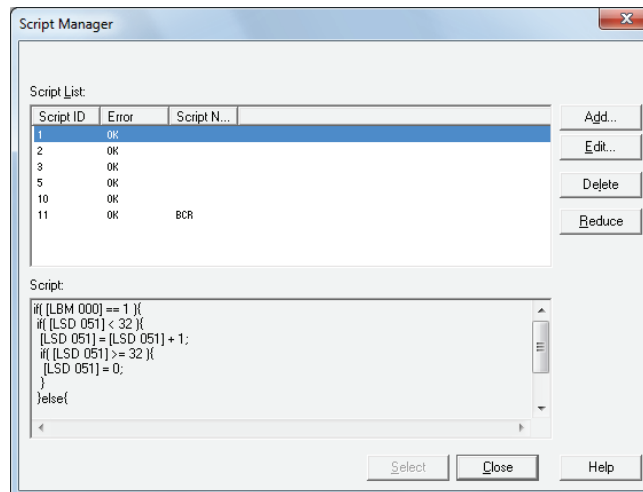 Script Manager
Script List:
Script ID Error Script N...
1 OK
2 OK
3 OK
5 OK
10 OK
11 OK BCR
Add...
Edit...
Delete
Reduce
Script:
if( [LBM 000] == 1 ){
if( [LSD 051] < 32 ){
[LSD 051] = [LSD 051] + 1;
if( [LSD 051] >= 32 ){
[LSD 051] = 0;
}
}else{
Select Close Help